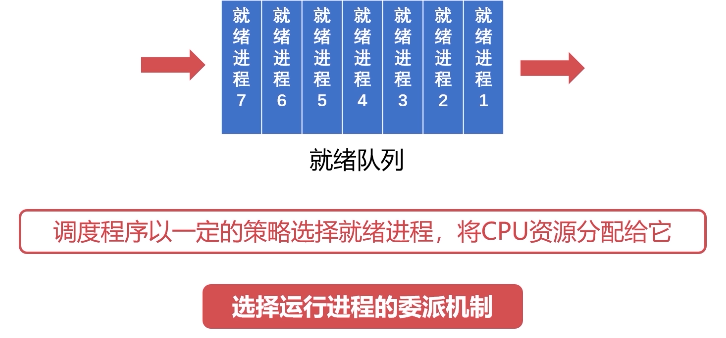 就绪进程7
就绪进程6
就绪进程5
就绪进程4
就绪进程3
就绪进程2
就绪进程1
就绪队列
调度程序以一定的策略选择就绪进程，将CPU资源分配给它
选择运行进程的委派机制